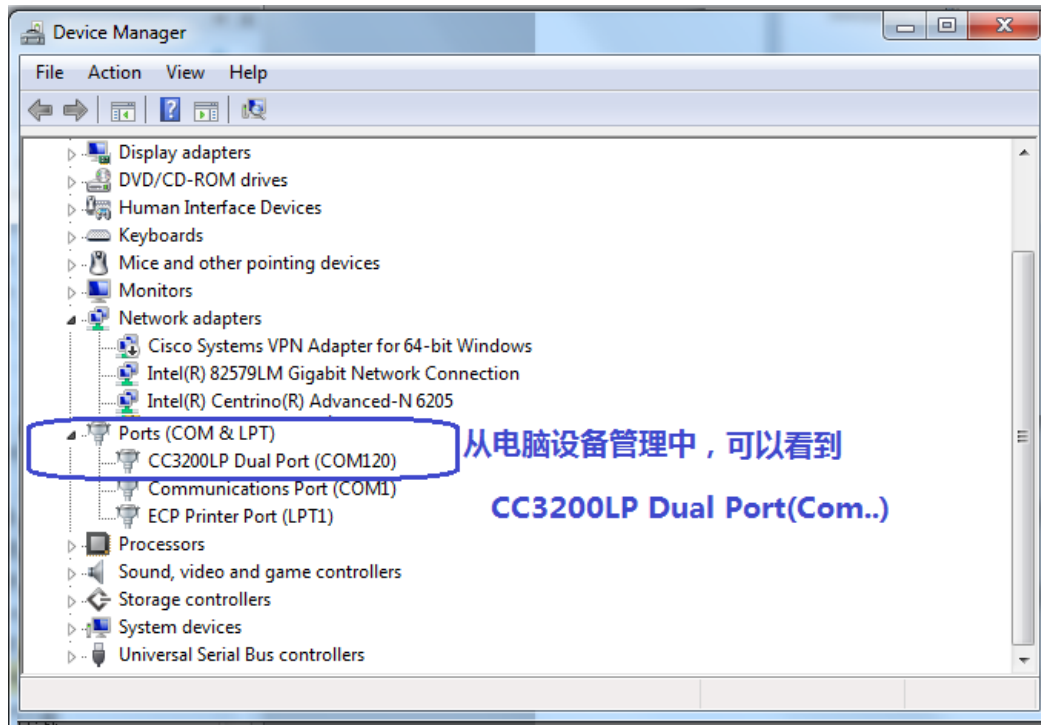 Device Manager
File Action View Help
Display adapters
DVD/CD-ROM drives
Human Interface Devices
Keyboards
Mice and other pointing devices
Monitors
Network adapters
Cisco Systems VPN Adapter for 64-bit Windows
Intel(R) 82579LM Gigabit Network Connection
Intel(R) Centrino(R) Advanced-N 6205
Ports (COM & LPT)
CC3200LP Dual Port (COM120)
Communications Port (COM1)
ECP Printer Port (LPT1)
从电脑设备管理中，可以看到
CC3200LP Dual Port(Com..)
Processors
Sound, video and game controllers
Storage controllers
System devices
Universal Serial Bus controllers